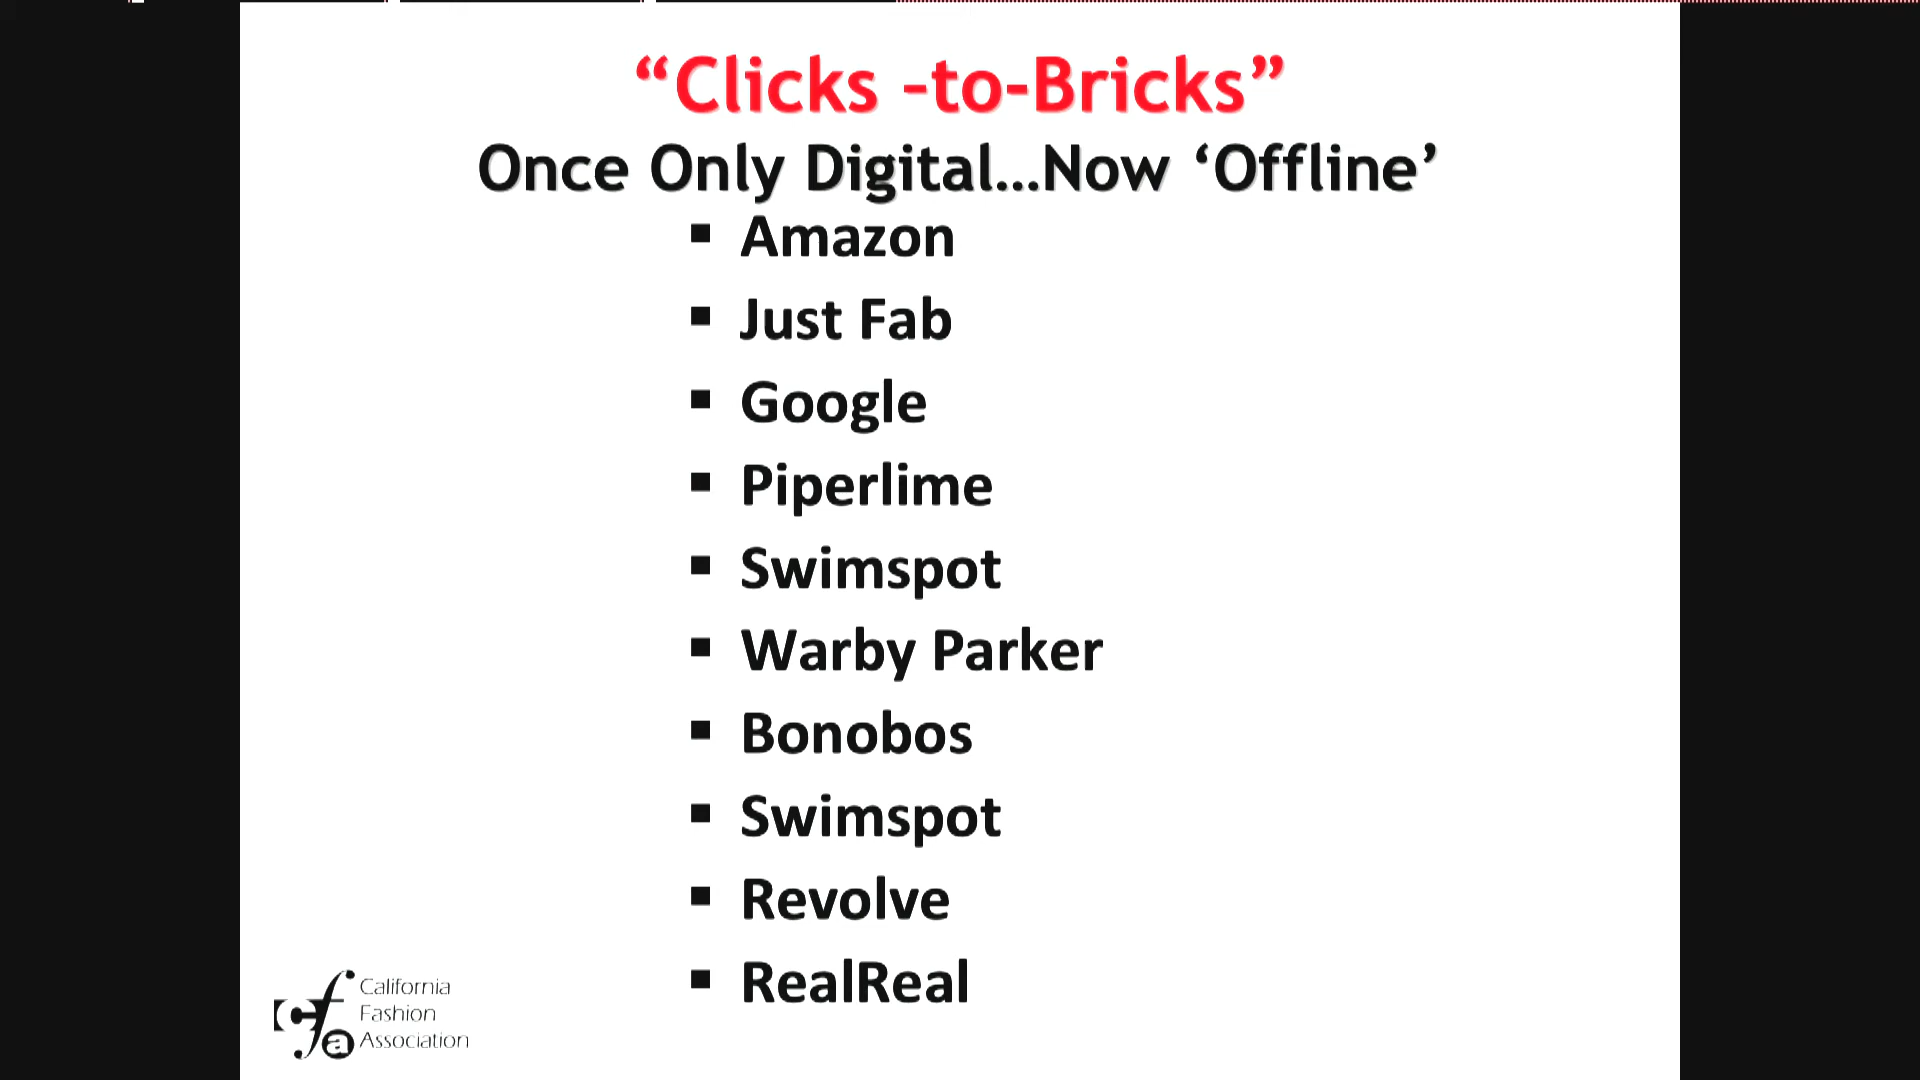 “Clicks –to-Bricks”
Once Only Digital…Now ‘Offline’
▪ Amazon
▪ Just Fab
▪ Google
▪ Piperlime
▪ Swimspot
▪ Warby Parker
▪ Bonobos
▪ Swimspot
▪ Revolve
▪ RealReal
cfa
California
Fashion
Association